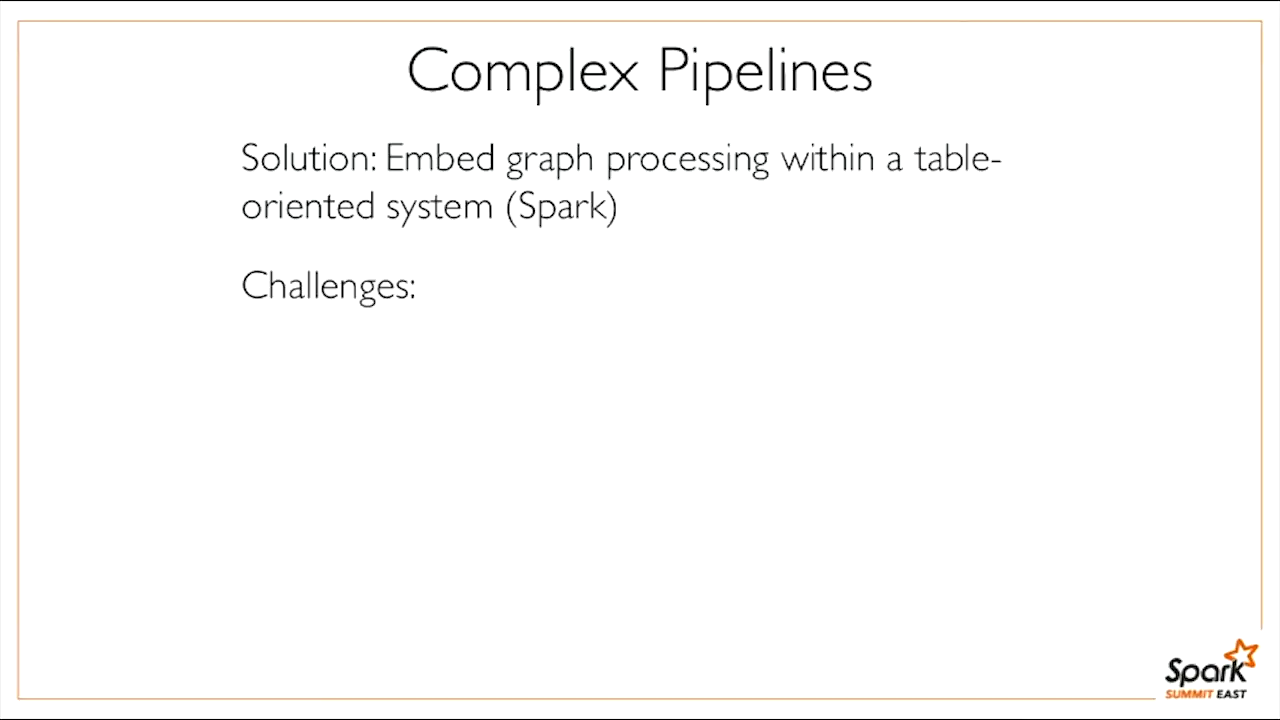 Complex Pipelines
Solution: Embed graph processing within a table-
oriented system (Spark)
Challenges:
Spark
SUMMIT EAST